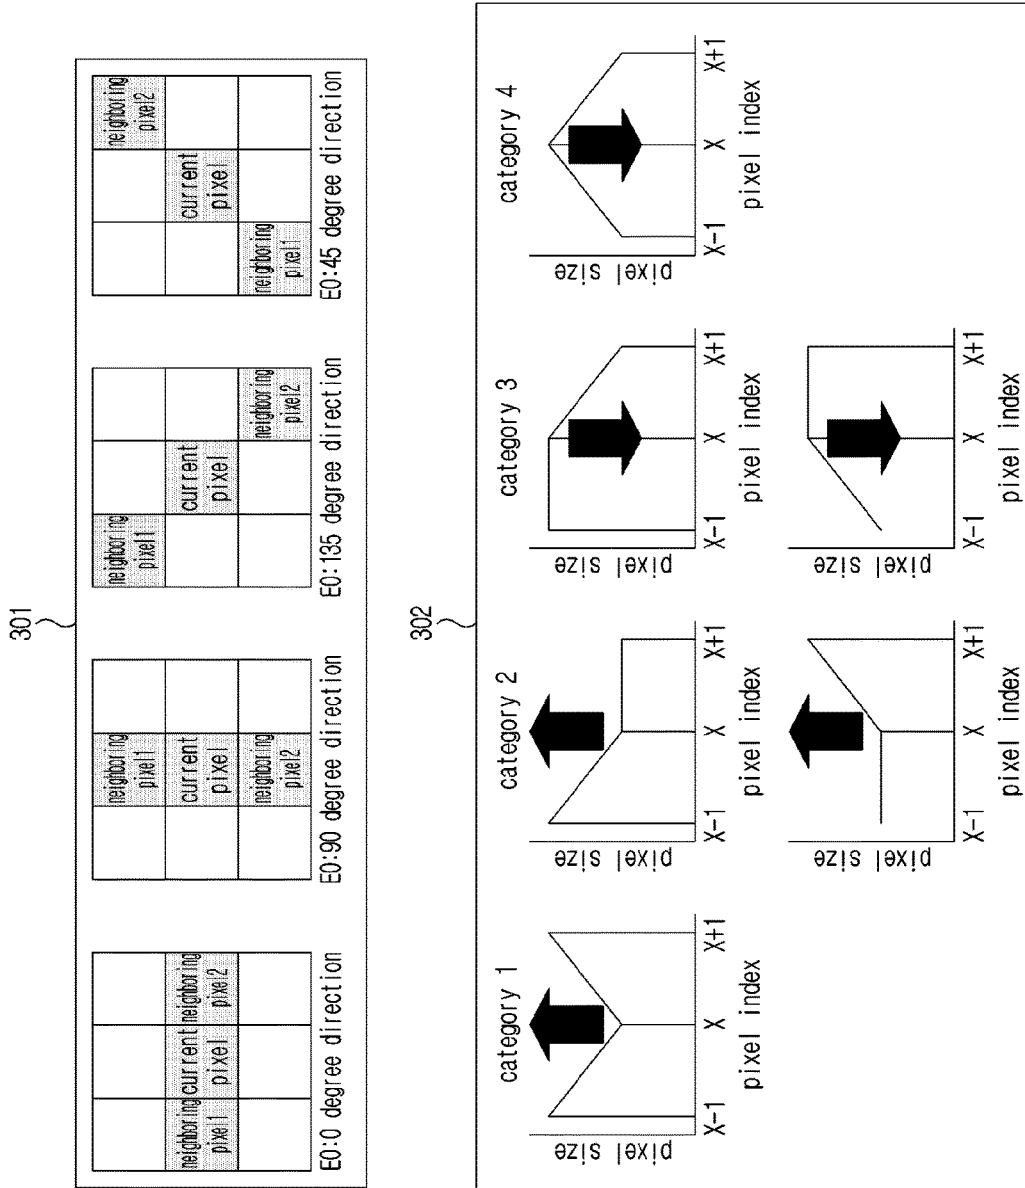 301
neighboring
pixel1
current
pixel
neighboring
pixel2
EO:0 degree direction
neighboring
pixel1
current
pixel
neighboring
pixel2
EO:90 degree direction
neighboring
pixel1
current
pixel
neighboring
pixel2
EO:135 degree direction
neighboring
pixel2
current
pixel
neighboring
pixel1
EO:45 degree direction
302
category 1
pixel size
X-1 X X+1
pixel index
category 2
pixel size
X-1 X X+1
pixel index
pixel size
X-1 X X+1
pixel index
category 3
pixel size
X-1 X X+1
pixel index
pixel size
X-1 X X+1
pixel index
category 4
pixel size
X-1 X X+1
pixel index